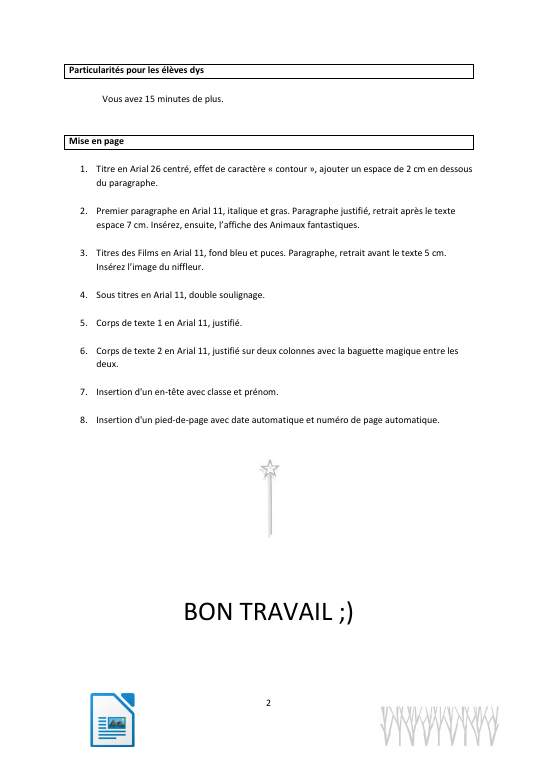 Particularités pour les élèves dys
Vous avez 15 minutes de plus.
Mise en page
1. Titre en Arial 26 centré, effet de caractère « contour », ajouter un espace de 2 cm en dessous
du paragraphe.
2. Premier paragraphe en Arial 11, italique et gras. Paragraphe justifié, retrait après le texte
espace 7 cm. Insérez, ensuite, l'affiche des Animaux fantastiques.
3. Titres des Films en Arial 11, fond bleu et puces. Paragraphe, retrait avant le texte 5 cm.
Insérez l'image du niffleur.
4. Sous titres en Arial 11, double soulignage.
5. Corps de texte 1 en Arial 11, justifié.
6. Corps de texte 2 en Arial 11, justifié sur deux colonnes avec la baguette magique entre les
deux.
7. Insertion d'un en-tête avec classe et prénom.
8. Insertion d'un pied-de-page avec date automatique et numéro de page automatique.
BON TRAVAIL ;)
2